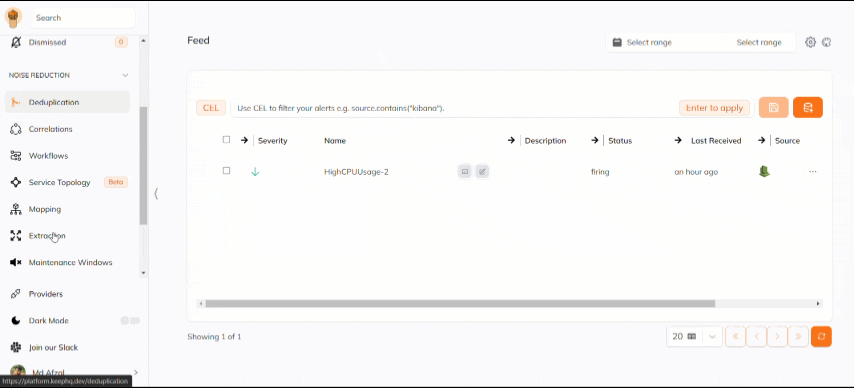 Search
Dismissed 0
NOISE REDUCTION
Deduplication
Correlations
Workflows
Service Topology Beta
Mapping
Extraction
Maintenance Windows
Providers
Dark Mode
Join our Slack
Md Afzal
https://platform.keephq.dev/deduplication
Feed
Select range Select range
CEL Use CEL to filter your alerts e.g. source.contains("kibana"). Enter to apply
Severity Name Description Status Last Received Source
HighCPUUsage-2 firing an hour ago
Showing 1 of 1
20